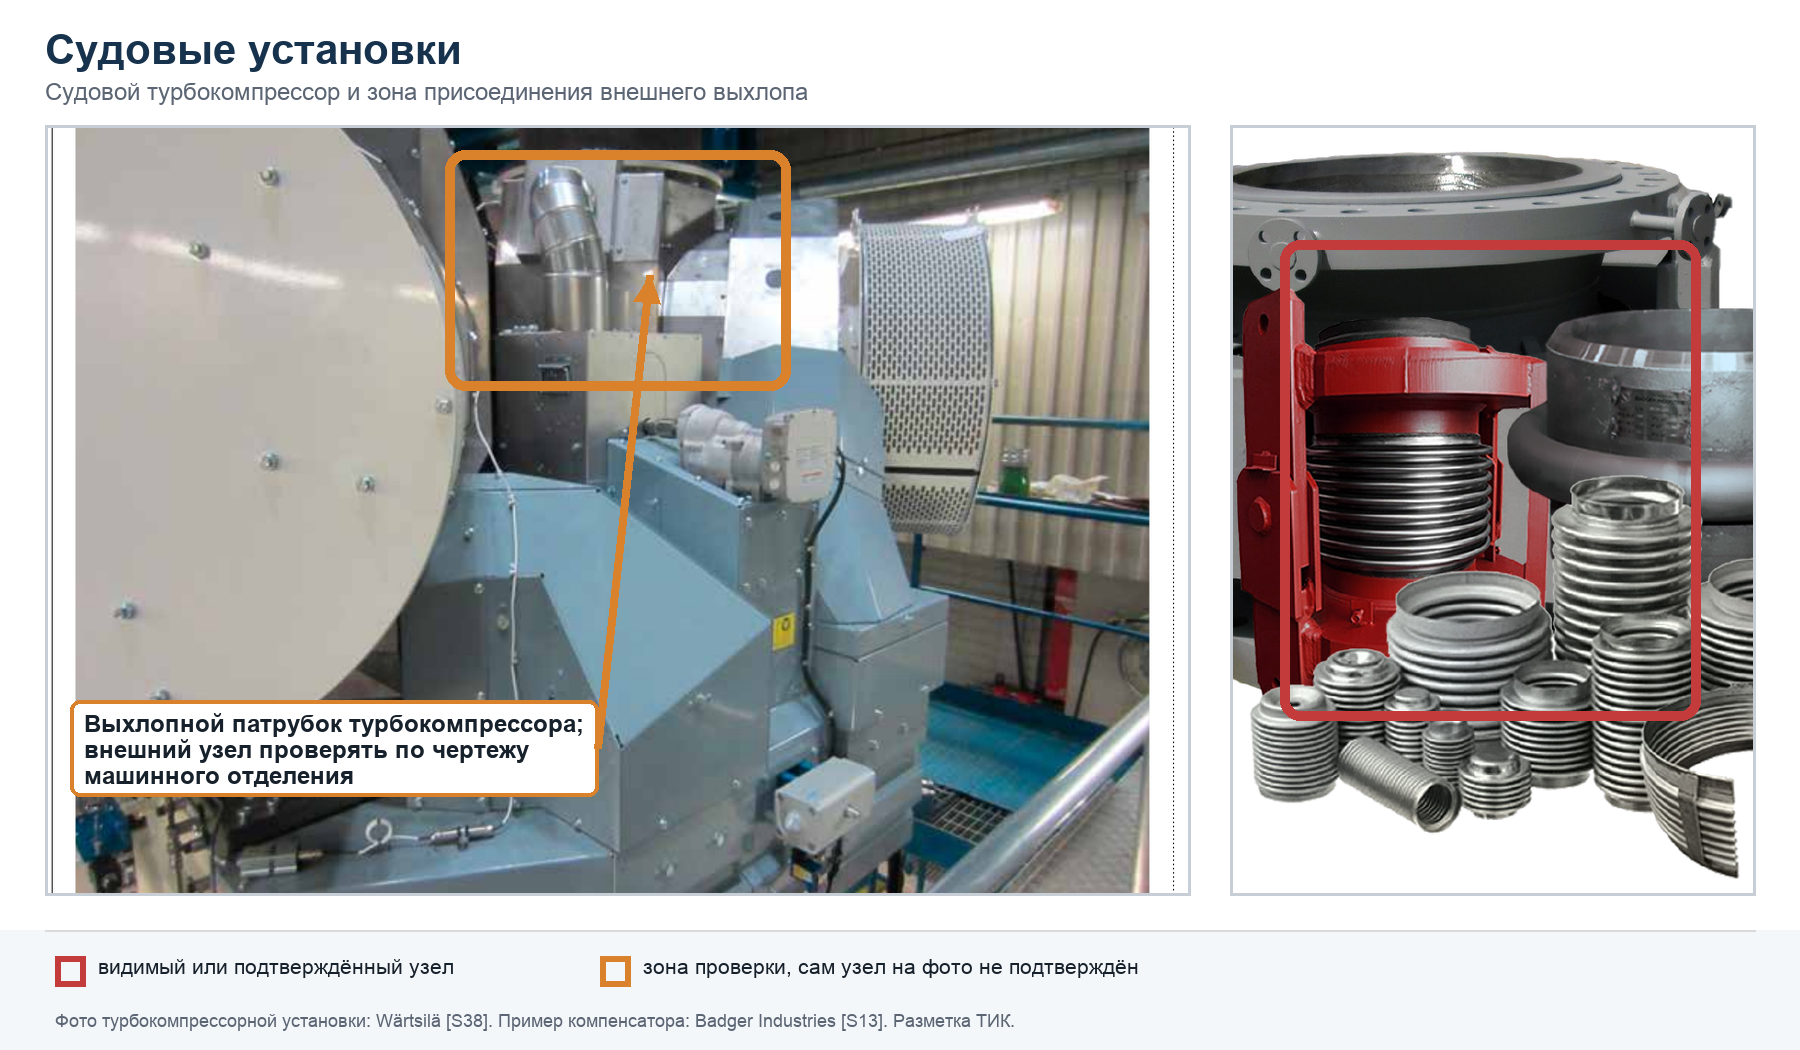 Судовые установки
Судовой турбокомпрессор и зона присоединения внешнего выхлопа
Выхлопной патрубок турбокомпрессора;
внешний узел проверять по чертежу
машинного отделения
видимый или подтверждённый узел
зона проверки, сам узел на фото не подтверждён
Фото турбокомпрессорной установки: Wärtsilä [S38]. Пример компенсатора: Badger Industries [S13]. Разметка ТИК.